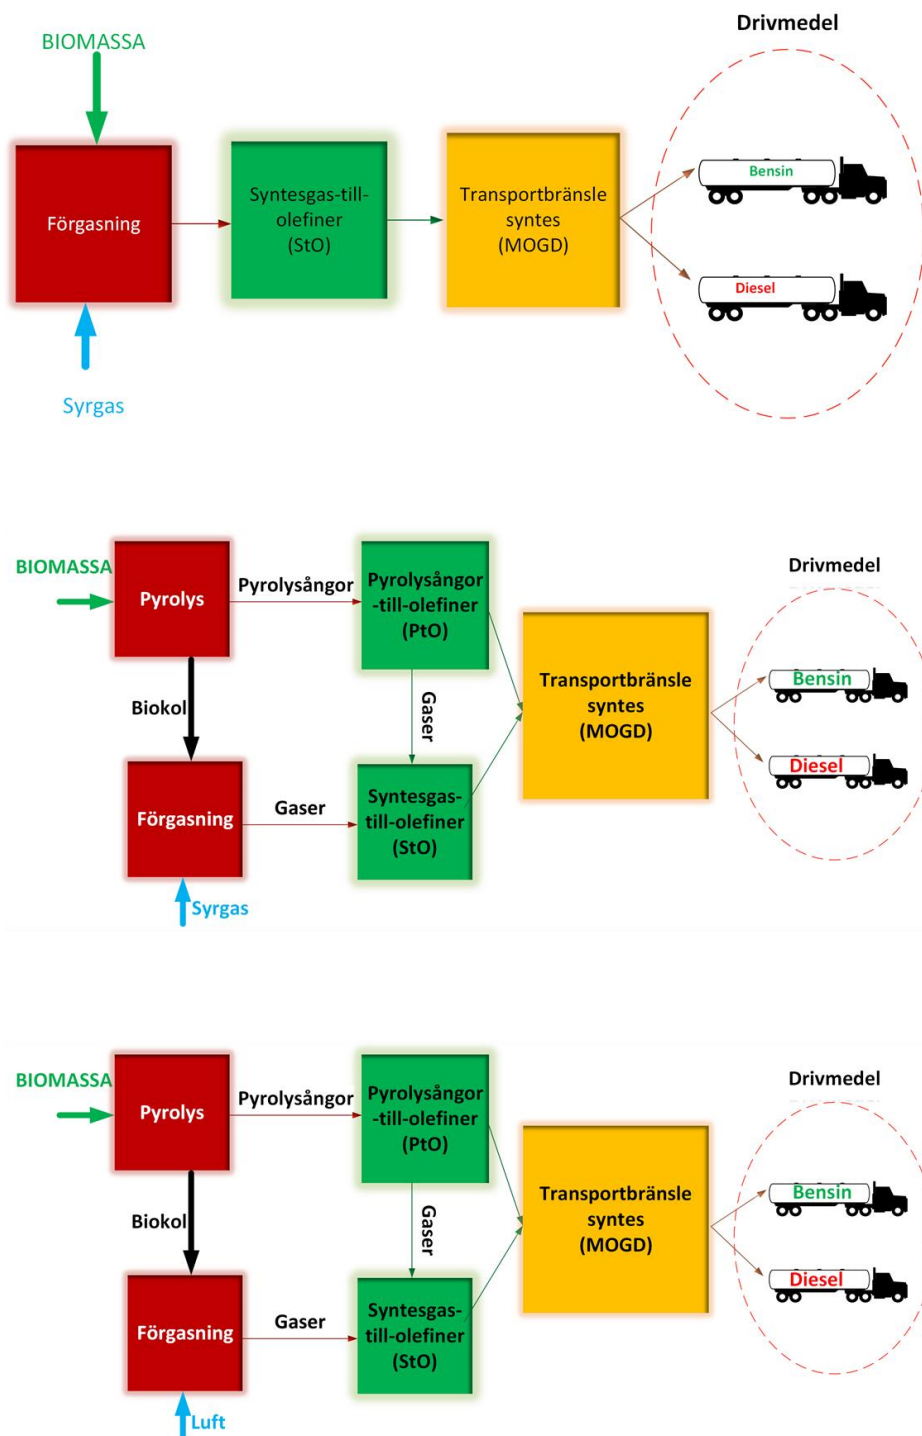 Drivmedel
BIOMASSA
Förgasning
Syntesgas-till-
olefiner
(StO)
Transportbränsle
syntes
(MOGD)
Bensin
Diesel
Syrgas
Drivmedel
BIOMASSA
Pyrolys
Pyrolysångor
Pyrolysångor
-till-olefiner
(PtO)
Biokol
Gaser
Transportbränsle
syntes
(MOGD)
Bensin
Diesel
Förgasning
Gaser
Syntesgas-
till-olefiner
(StO)
Syrgas
Drivmedel
BIOMASSA
Pyrolys
Pyrolysångor
Pyrolysångor
-till-olefiner
(PtO)
Biokol
Gaser
Transportbränsle
syntes
(MOGD)
Bensin
Diesel
Förgasning
Gaser
Syntesgas-
till-olefiner
(StO)
Luft